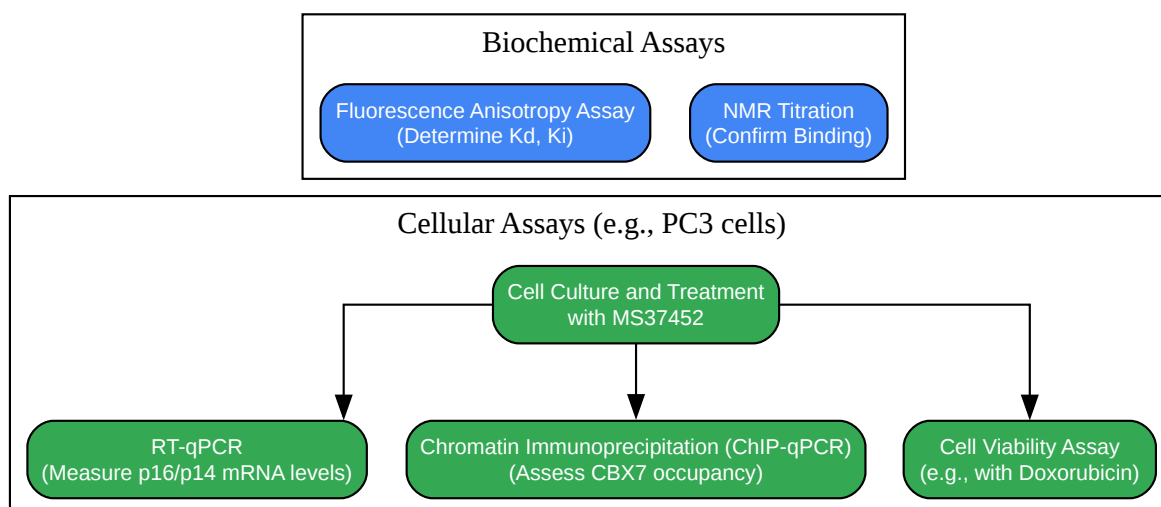 Biochemical Assays
Fluorescence Anisotropy Assay
(Determine Kd, Ki)
NMR Titration
(Confirm Binding)
Cellular Assays (e.g., PC3 cells)
Cell Culture and Treatment
with MS37452
RT-qPCR
(Measure p16/p14 mRNA levels)
Chromatin Immunoprecipitation (ChIP-qPCR)
(Assess CBX7 occupancy)
Cell Viability Assay
(e.g., with Doxorubicin)